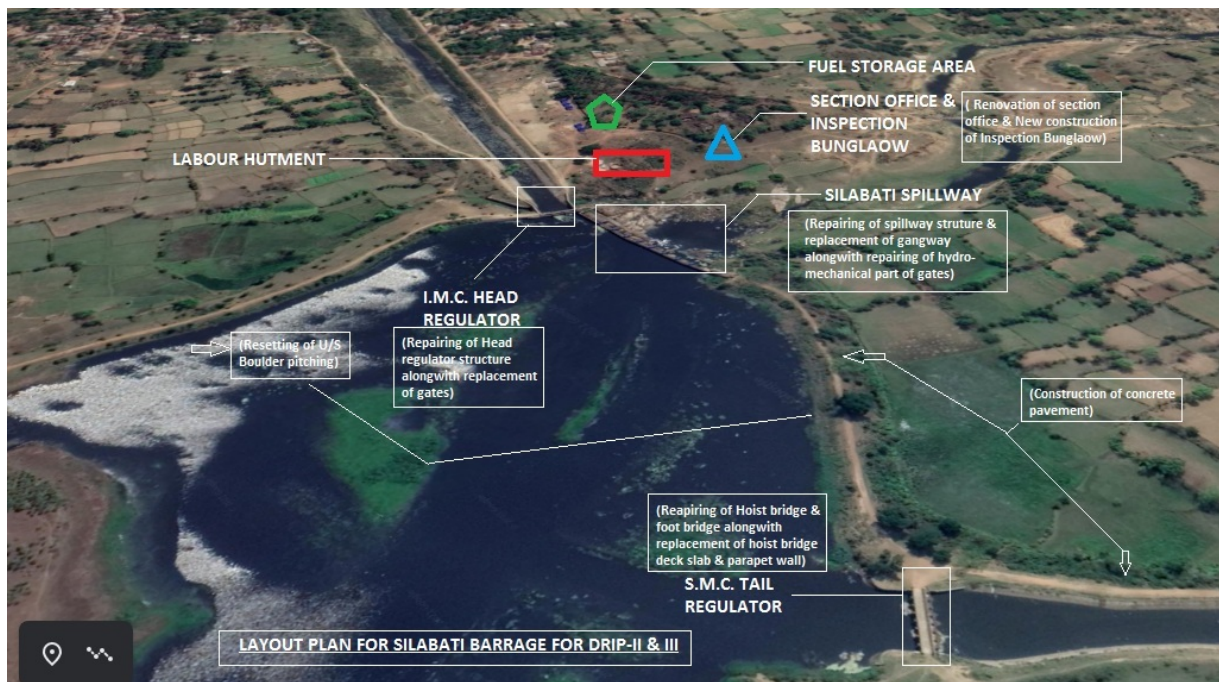 FUEL STORAGE AREA
SECTION OFFICE &
INSPECTION
BUNGLAOW
( Renovation of section
office & New construction
of Inspection Bunglaow)
LABOUR HUTMENT
SILABATI SPILLWAY
(Repairing of spillway struture &
replacement of gangway
alongwith repairing of hydro-
mechanical part of gates)
I.M.C. HEAD
REGULATOR
(Repairing of Head
regulator structure
alongwith replacement
of gates)
(Resetting of U/S
Boulder pitching)
(Construction of concrete
pavement)
(Reapiring of Hoist bridge &
foot bridge alongwith
replacement of hoist bridge
deck slab & parapet wall)
S.M.C. TAIL
REGULATOR
LAYOUT PLAN FOR SILABATI BARRAGE FOR DRIP-II & III